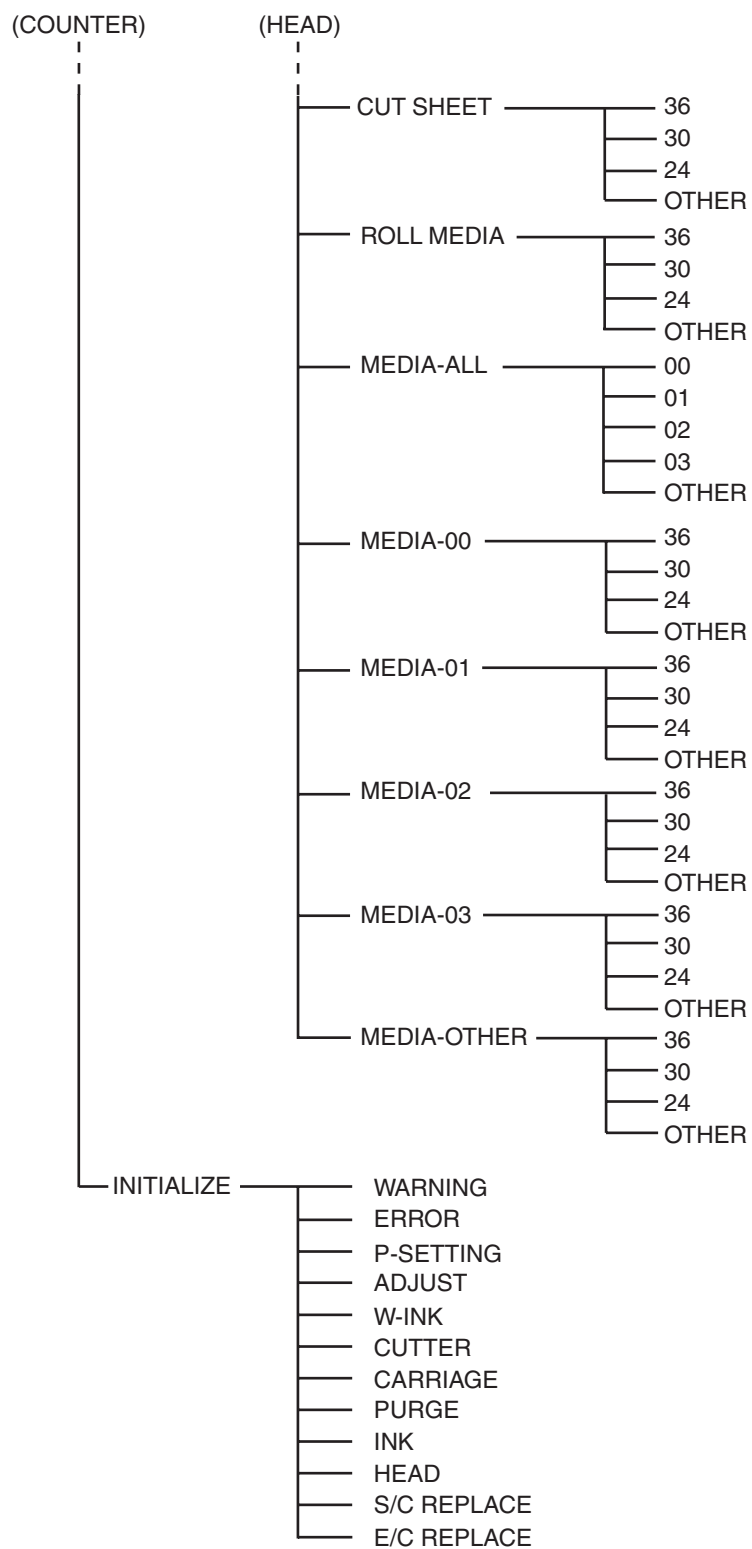 (COUNTER) (HEAD)
CUT SHEET 36
30
24
OTHER
ROLL MEDIA 36
30
24
OTHER
MEDIA-ALL 00
01
02
03
OTHER
MEDIA-00 36
30
24
OTHER
MEDIA-01 36
30
24
OTHER
MEDIA-02 36
30
24
OTHER
MEDIA-03 36
30
24
OTHER
MEDIA-OTHER 36
30
24
OTHER
INITIALIZE WARNING
ERROR
P-SETTING
ADJUST
W-INK
CUTTER
CARRIAGE
PURGE
INK
HEAD
S/C REPLACE
E/C REPLACE